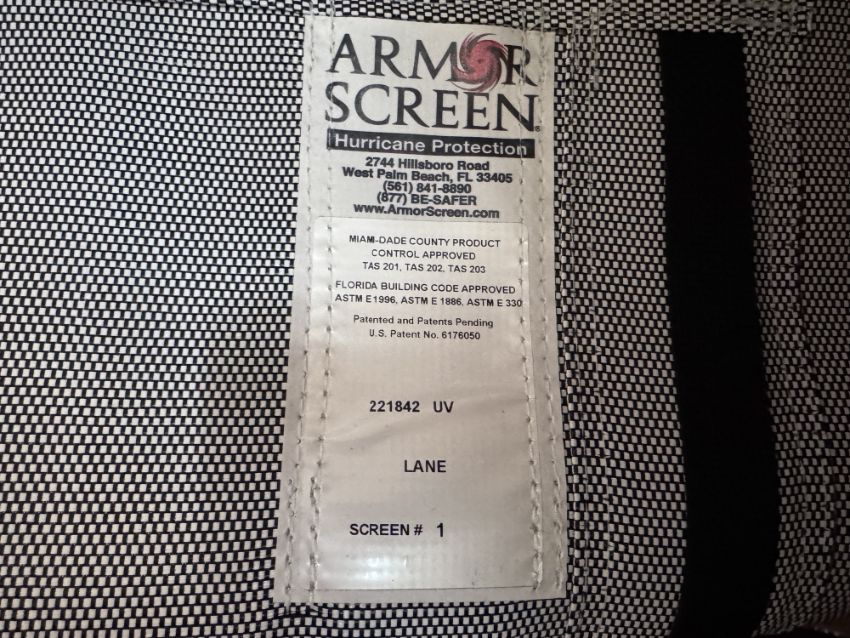 ARMOR
SCREEN®
Hurricane Protection
2744 Hillsboro Road
West Palm Beach, FL 33405
(561) 841-8890
(877) BE-SAFER
www.ArmorScreen.com
MIAM-DADE COUNTY PRODUCT
CONTROL APPROVED
TAS 201, TAS 202, TAS 203
FLORIDA BUILDING CODE APPROVED
ASTM E1996, ASTM E 1886, ASTM E 330
Patented and Patents Pending
U.S. Patent No. 6176050
221842 UV
LANE
SCREEN # 1